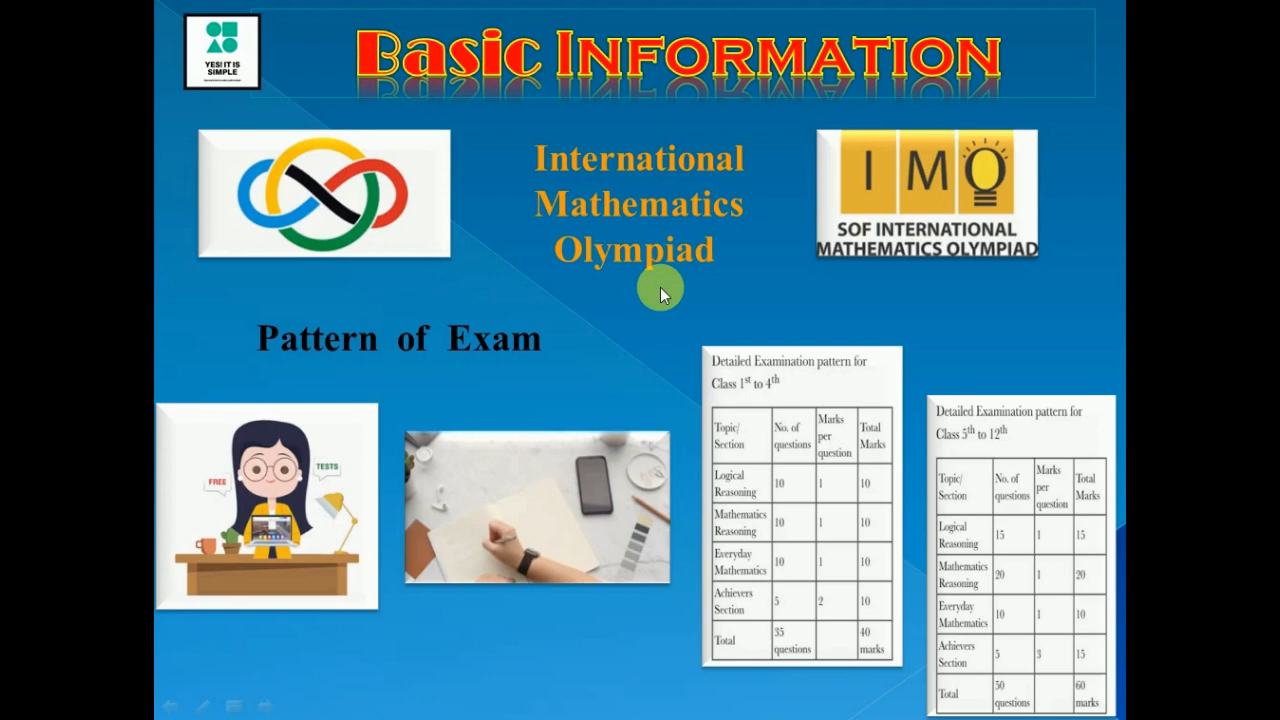 YES! IT IS
SIMPLE
Basic INFORMATION
International
Mathematics
Olympiad
I M O
SOF INTERNATIONAL
MATHEMATICS OLYMPIAD
Pattern of Exam
FREE
TESTS
Detailed Examination pattern for
Class 1st to 4th
Topic/ Section No. of questions Marks per question Total Marks
Logical Reasoning 10 1 10
Mathematics Reasoning 10 1 10
Everyday Mathematics 10 1 10
Achievers Section 5 2 10
Total 35 questions 40 marks
Detailed Examination pattern for
Class 5th to 12th
Topic/ Section No. of questions Marks per question Total Marks
Logical Reasoning 15 1 15
Mathematics Reasoning 20 1 20
Everyday Mathematics 10 1 10
Achievers Section 5 3 15
Total 50 questions 60 marks